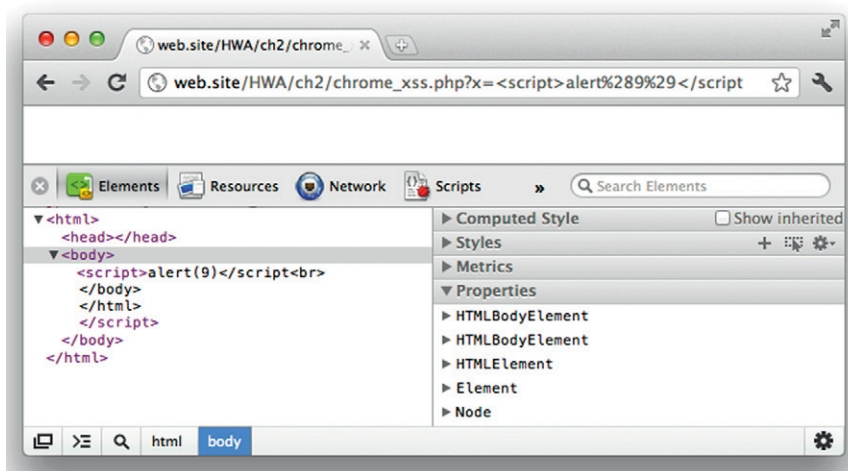 web.site/HWA/ch2/chrome_
web.site/HWA/ch2/chrome_xss.php?x=<script>alert%289%29</script
Elements Resources Network Scripts » Search Elements
▼<html>
<head></head>
▼<body>
<script>alert(9)</script<br>
</body>
</html>
</script>
</body>
</html>
▶ Computed Style Show inherited
▶ Styles
▶ Metrics
▼ Properties
▶ HTMLBodyElement
▶ HTMLBodyElement
▶ HTMLElement
▶ Element
▶ Node
html body